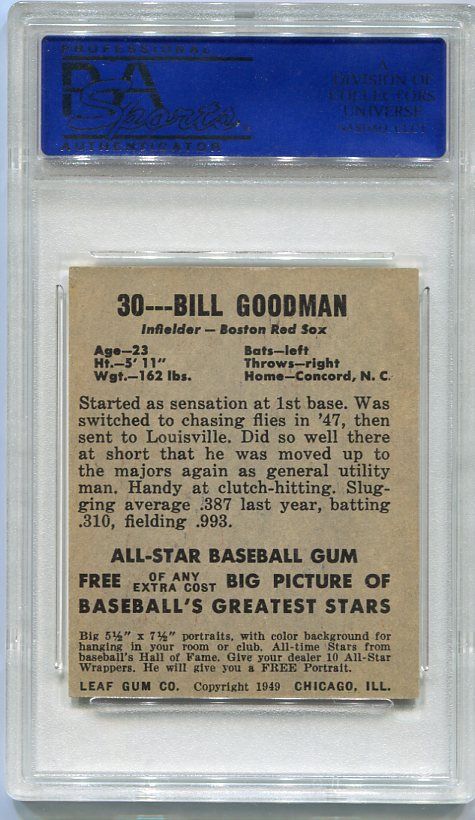 PROFESSIONAL
PSA
Sports
AUTHENTICATOR
A
DIVISION OF
COLLECTORS
UNIVERSE
NASDAQ: CLCT
30---BILL GOODMAN
Infielder — Boston Red Sox
Age—23 Bats—left
Ht.—5' 11" Throws—right
Wgt.—162 lbs. Home—Concord, N. C.
Started as sensation at 1st base. Was
switched to chasing flies in '47, then
sent to Louisville. Did so well there
at short that he was moved up to
the majors again as general utility
man. Handy at clutch-hitting. Slug-
ging average .387 last year, batting
.310, fielding .993.
ALL-STAR BASEBALL GUM
FREE OF ANY EXTRA COST BIG PICTURE OF
BASEBALL'S GREATEST STARS
Big 5½" x 7½" portraits, with color background for
hanging in your room or club. All-time Stars from
baseball's Hall of Fame. Give your dealer 10 All-Star
Wrappers. He will give you a FREE Portrait.
LEAF GUM CO. Copyright 1949 CHICAGO, ILL.